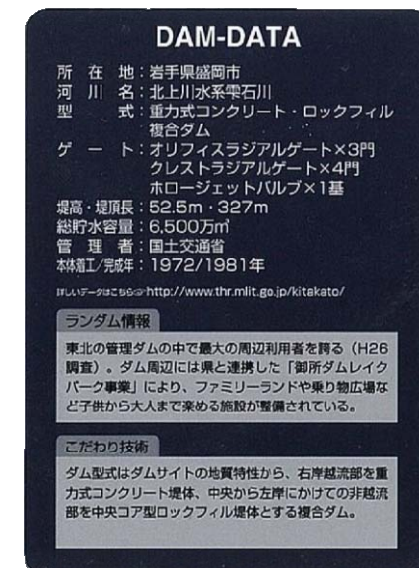 DAM-DATA
所在地：岩手県盛岡市
河川名：北上川水系雫石川
型式：重力式コンクリート・ロックフィル
複合ダム
ゲート：オリフィスラジアルゲート×3門
クレストラジアルゲート×4門
ホロージェットバルブ×1基
堤高・堤頂長：52.5m・327m
総貯水容量：6,500万㎥
管理者：国土交通省
本体着工/完成年：1972/1981年
詳しいデータはこちら☞http://www.thr.mlit.go.jp/kitakato/
ランダム情報
東北の管理ダムの中で最大の周辺利用者を誇る（H26
調査）。ダム周辺には県と連携した「御所ダムレイク
パーク事業」により、ファミリーランドや乗り物広場な
ど子供から大人まで楽める施設が整備されている。
こだわり技術
ダム型式はダムサイトの地質特性から、右岸越流部を重
力式コンクリート堤体、中央から左岸にかけての非越流
部を中央コア型ロックフィル堤体とする複合ダム。